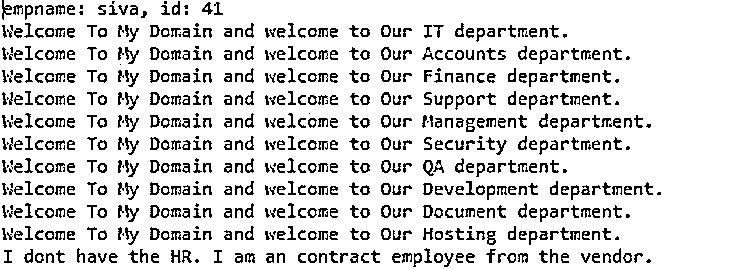 empname: siva, id: 41
Welcome To My Domain and welcome to Our IT department.
Welcome To My Domain and welcome to Our Accounts department.
Welcome To My Domain and welcome to Our Finance department.
Welcome To My Domain and welcome to Our Support department.
Welcome To My Domain and welcome to Our Management department.
Welcome To My Domain and welcome to Our Security department.
Welcome To My Domain and welcome to Our QA department.
Welcome To My Domain and welcome to Our Development department.
Welcome To My Domain and welcome to Our Document department.
Welcome To My Domain and welcome to Our Hosting department.
I dont have the HR. I am an contract employee from the vendor.